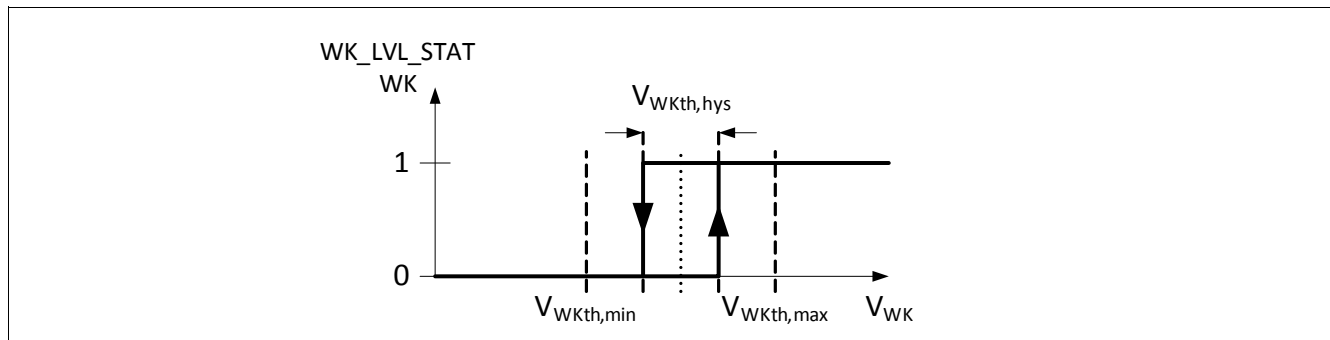 WK_LVL_STAT
WK
V_WKth,hys
1
0
V_WKth,min
V_WKth,max
V_WK